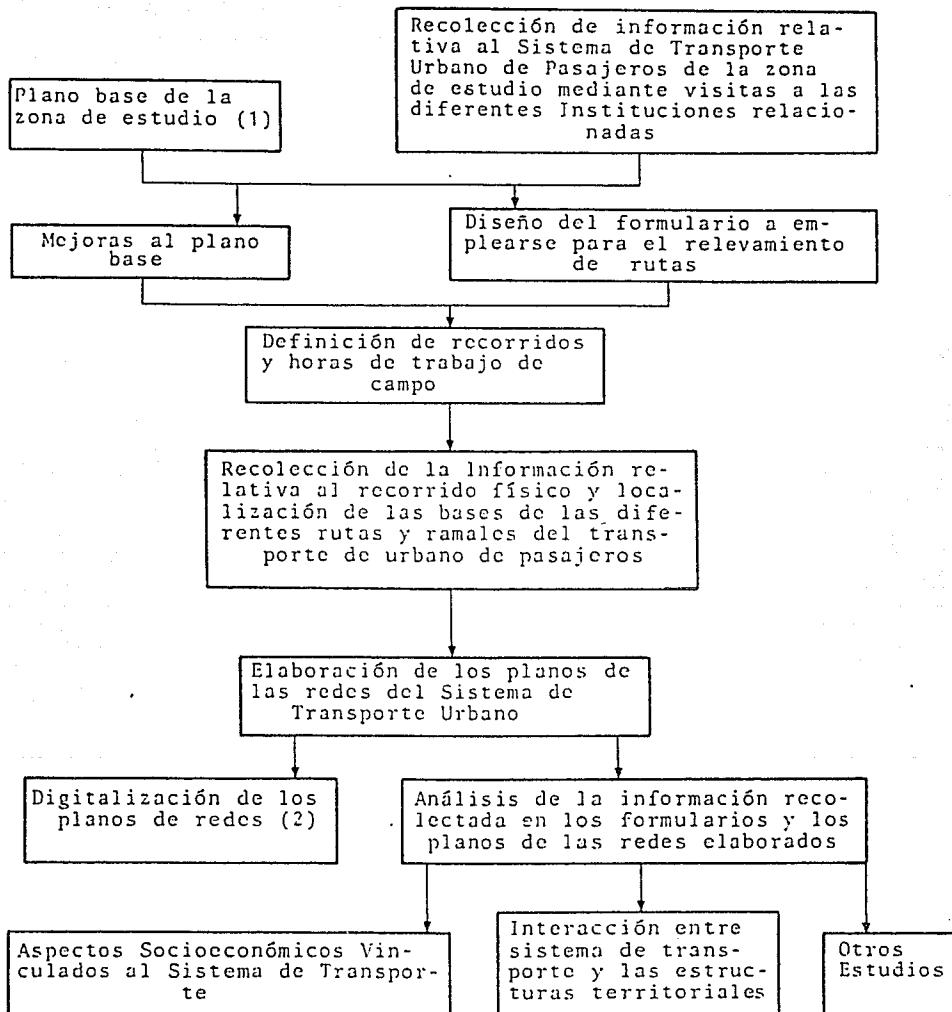 Recolección de información rela-
tiva al Sistema de Transporte
Urbano de Pasajeros de la zona
de estudio mediante visitas a las
diferentes Instituciones relacio-
nadas
Plano base de la
zona de estudio (1)
Mejoras al plano
base
Diseño del formulario a em-
plearse para el relevamiento
de rutas
Definición de recorridos
y horas de trabajo de
campo
Recolección de la Información re-
lativa al recorrido físico y loca-
lización de las bases de las dife-
rentes rutas y ramales del trans-
porte de urbano de pasajeros
Elaboración de los planos de
las redes del Sistema de
Transporte Urbano
Digitalización de los
planos de redes (2)
Análisis de la información reco-
lectada en los formularios y los
planos de las redes elaborados
Aspectos Socioeconómicos Vin-
culados al Sistema de Transpor-
te
Interacción entre
sistema de trans-
porte y las estruc-
turas territoriales
Otros
Estudios